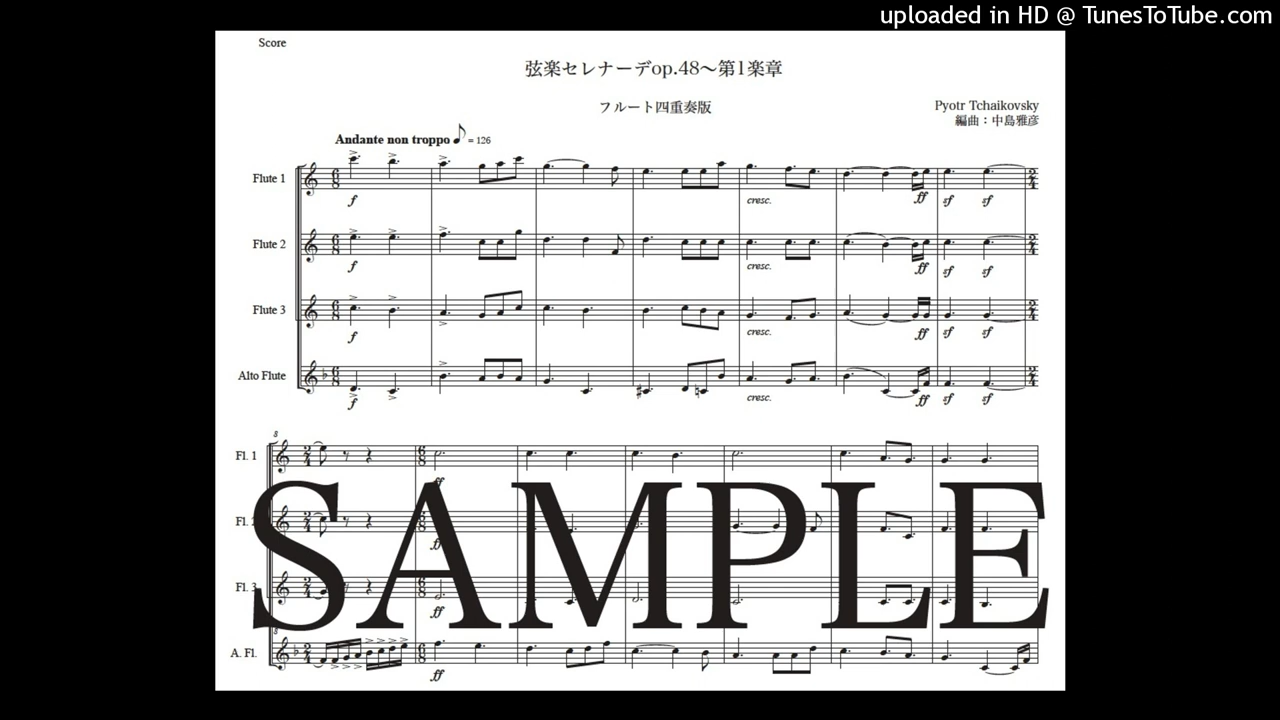 uploaded in HD @ TunesToTube.com
Score
弦楽セレナーデop.48～第1楽章
フルート四重奏版
Pyotr Tchaikovsky
編曲：中島雅彦
Andante non troppo = 126
Flute 1
f
cresc.
ff sf sf
Flute 2
f
cresc.
ff sf sf
Flute 3
f
cresc.
ff sf sf
Alto Flute
f
cresc.
ff sf sf
8
Fl. 1
ff
Fl. 2
ff
Fl. 3
ff
8
A. Fl.
ff
SAMPLE